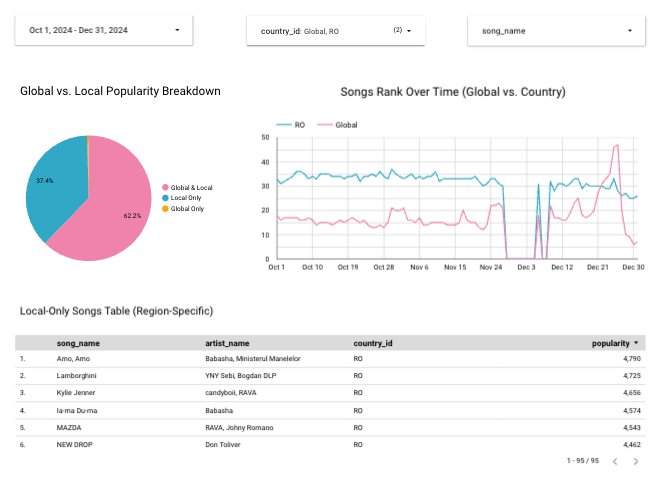 Oct 1, 2024 - Dec 31, 2024
country_id: Global, RO (2)
song_name
Global vs. Local Popularity Breakdown
37.4%
62.2%
Global & Local
Local Only
Global Only
Songs Rank Over Time (Global vs. Country)
RO Global
50
40
30
20
10
0
Oct 1 Oct 10 Oct 19 Oct 28 Nov 6 Nov 15 Nov 24 Dec 3 Dec 12 Dec 21 Dec 30
Local-Only Songs Table (Region-Specific)
song_name artist_name country_id popularity
1. Amo, Amo Babasha, Ministerul Manelelor RO 4,790
2. Lamborghini YNY Sebi, Bogdan DLP RO 4,725
3. Kylie Jenner candyboii, RAVA RO 4,656
4. Ia-ma Du-ma Babasha RO 4,574
5. MAZDA RAVA, Johny Romano RO 4,543
6. NEW DROP Don Toliver RO 4,462
1 - 95 / 95